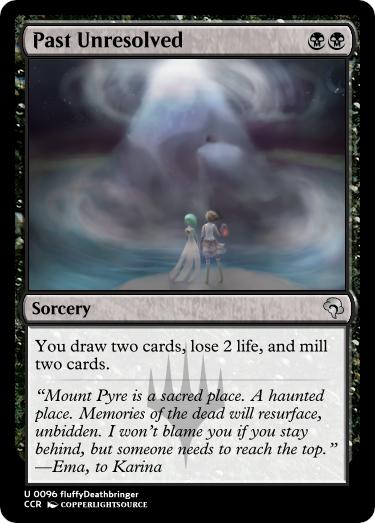 Past Unresolved
Sorcery
You draw two cards, lose 2 life, and mill
two cards.
“Mount Pyre is a sacred place. A haunted
place. Memories of the dead will resurface,
unbidden. I won’t blame you if you stay
behind, but someone needs to reach the top.”
—Ema, to Karina
U 0096 fluffyDeathbringer
CCR COPPERLIGHTSOURCE